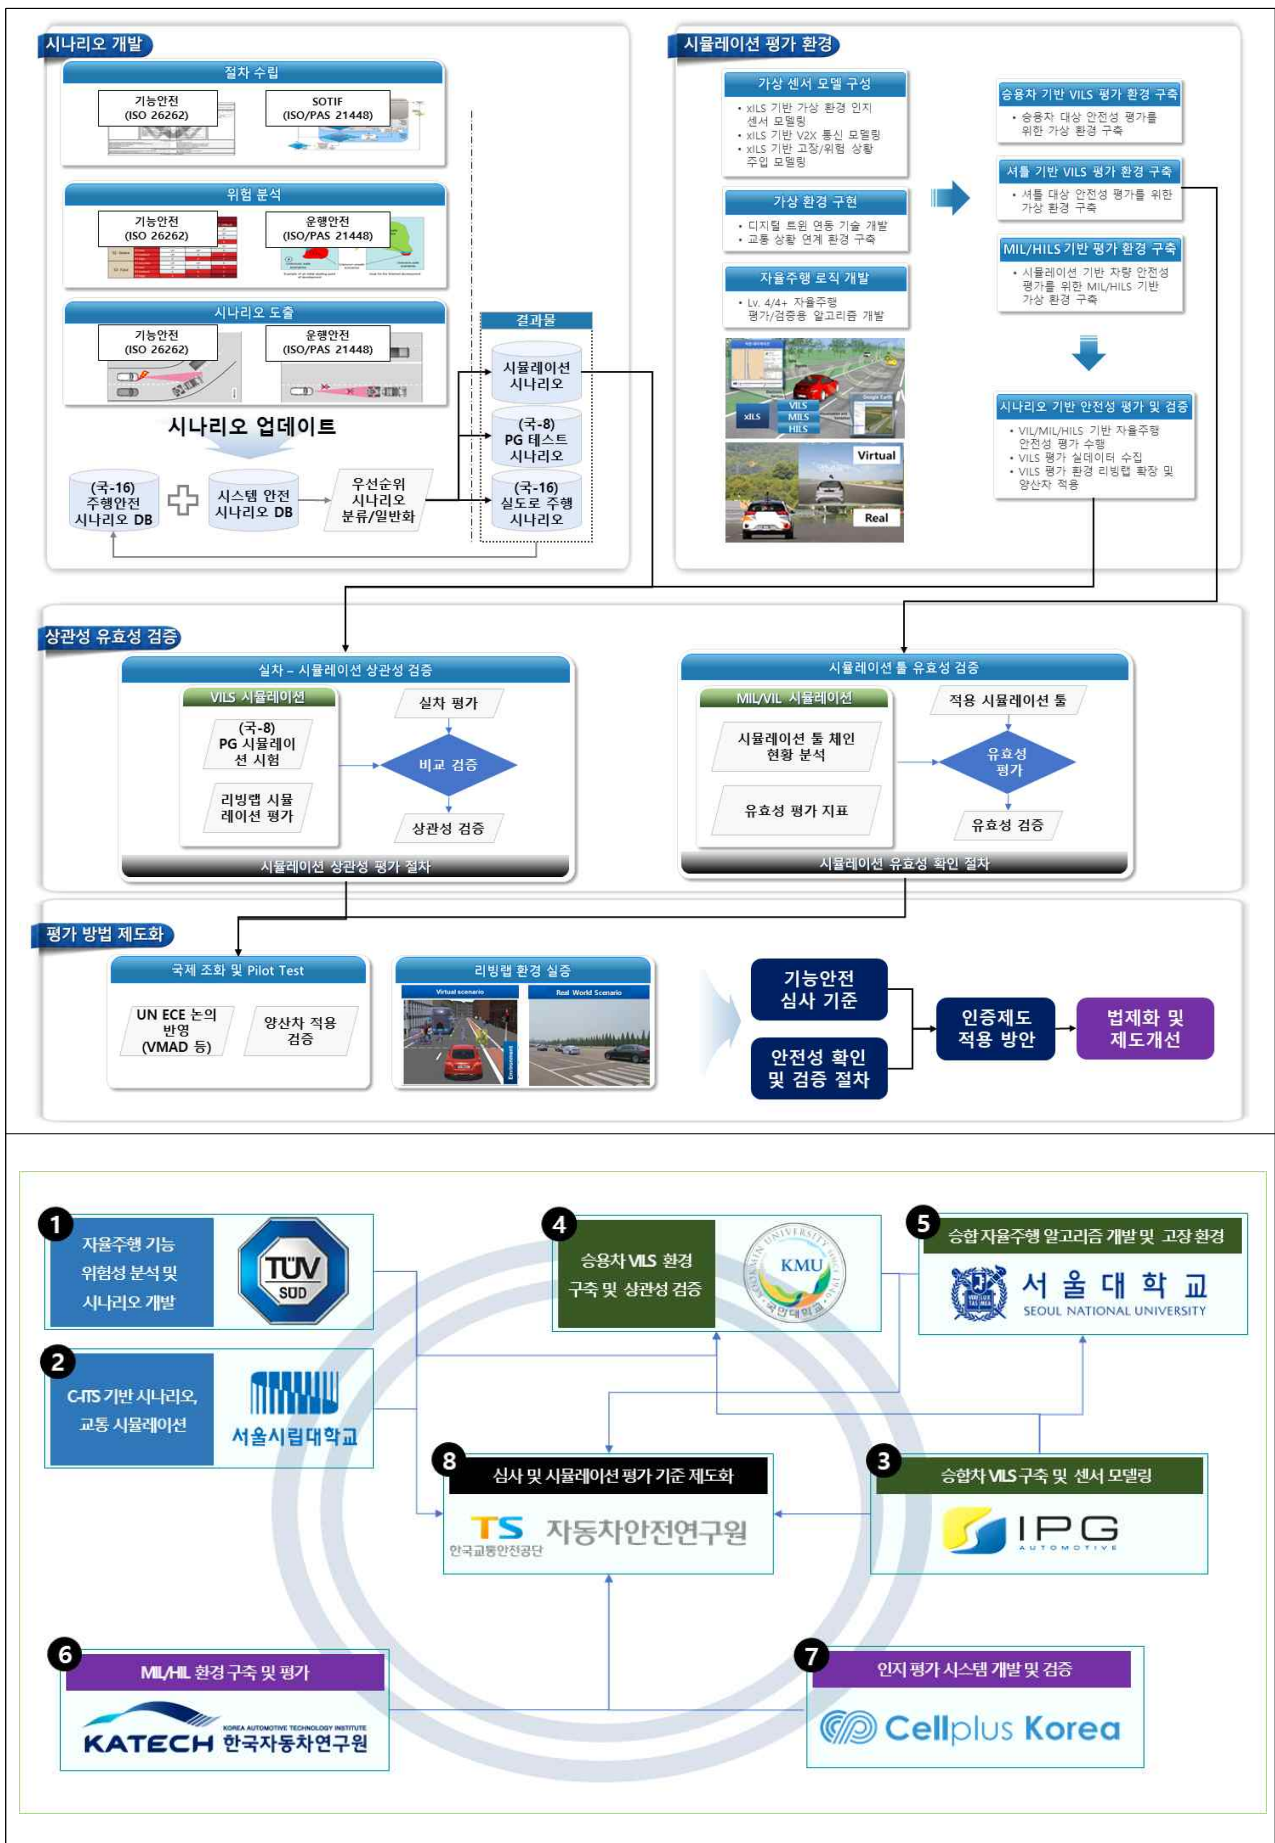 시나리오 개발
절차 수립
기능안전
(ISO 26262)
SOTIF
(ISO/PAS 21448)
위험 분석
기능안전
(ISO 26262)
운행안전
(ISO/PAS 21448)
시나리오 도출
기능안전
(ISO 26262)
운행안전
(ISO/PAS 21448)
시나리오 업데이트
(국-16)
주행안전
시나리오 DB
시스템 안전
시나리오 DB
우선순위
시나리오
분류/일반화
결과물
시뮬레이션
시나리오
(국-8)
PG 테스트
시나리오
(국-16)
실도로 주행
시나리오
시뮬레이션 평가 환경
가상 센서 모델 구성
• xILS 기반 가상 환경 인지
센서 모델링
• xILS 기반 V2X 통신 모델링
• xILS 기반 고장/위험 상황
주입 모델링
가상 환경 구현
• 디지털 트윈 연동 기술 개발
• 교통 상황 연계 환경 구축
자율주행 로직 개발
• Lv. 4/4+ 자율주행
평가/검증용 알고리즘 개발
xILS
VILS
MILS
HILS
Google Earth
Virtual
Real
승용차 기반 VILS 평가 환경 구축
• 승용차 대상 안전성 평가를
위한 가상 환경 구축
셔틀 기반 VILS 평가 환경 구축
• 셔틀 대상 안전성 평가를 위한
가상 환경 구축
MIL/HILS 기반 평가 환경 구축
• 시뮬레이션 기반 차량 안전성
평가를 위한 MIL/HILS 기반
가상 환경 구축
시나리오 기반 안전성 평가 및 검증
• VIL/MIL/HILS 기반 자율주행
안전성 평가 수행
• VILS 평가 실데이터 수집
• VILS 평가 환경 리빙랩 확장 및
양산차 적용
상관성 유효성 검증
실차 – 시뮬레이션 상관성 검증
VILS 시뮬레이션
(국-8)
PG 시뮬레이
션 시험
리빙랩 시뮬
레이션 평가
실차 평가
비교 검증
상관성 검증
시뮬레이션 상관성 평가 절차
시뮬레이션 툴 유효성 검증
MIL/VIL 시뮬레이션
시뮬레이션 툴 체인
현황 분석
유효성 평가 지표
적용 시뮬레이션 툴
유효성
평가
유효성 검증
시뮬레이션 유효성 확인 절차
평가 방법 제도화
국제 조화 및 Pilot Test
UN ECE 논의
반영
(VMAD 등)
양산차 적용
검증
리빙랩 환경 실증
Virtual scenario
Real World Scenario
Environment
기능안전
심사 기준
안전성 확인
및 검증 절차
인증제도
적용 방안
법제화 및
제도개선
1
자율주행 기능
위험성 분석 및
시나리오 개발
TÜV
SUD
2
C-ITS 기반 시나리오,
교통 시뮬레이션
서울시립대학교
4
승용차 VILS 환경
구축 및 상관성 검증
KOOKMIN UNIVERSITY
KMU
국민대학교
5
승합 자율주행 알고리즘 개발 및 고장 환경
서울대학교
SEOUL NATIONAL UNIVERSITY
8
심사 및 시뮬레이션 평가 기준 제도화
TS
한국교통안전공단
자동차안전연구원
3
승합차 VILS 구축 및 센서 모델링
IPG
AUTOMOTIVE
6
MIL/HIL 환경 구축 및 평가
KATECH
KOREA AUTOMOTIVE TECHNOLOGY INSTITUTE
한국자동차연구원
7
인지 평가 시스템 개발 및 검증
Cellplus Korea